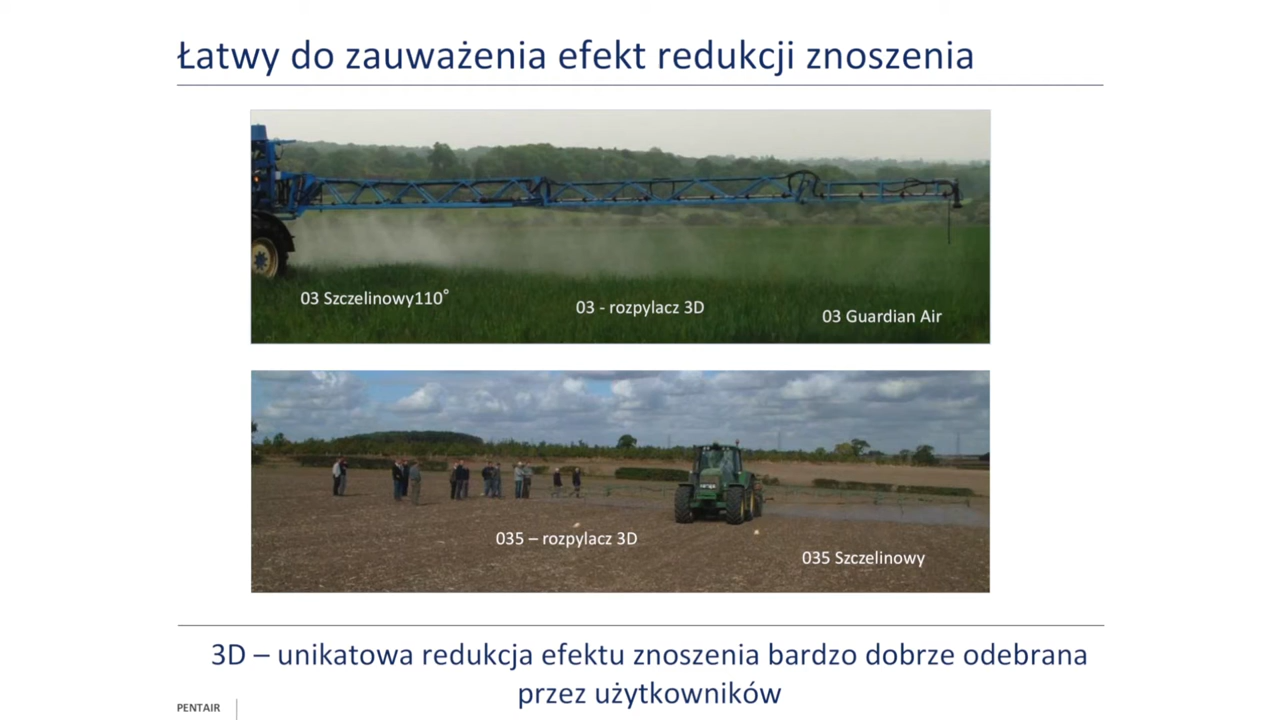 Łatwy do zauważenia efekt redukcji znoszenia
03 Szczelinowy110°
03 - rozpylacz 3D
03 Guardian Air
035 – rozpylacz 3D
035 Szczelinowy
3D – unikatowa redukcja efektu znoszenia bardzo dobrze odebrana
przez użytkowników
PENTAIR